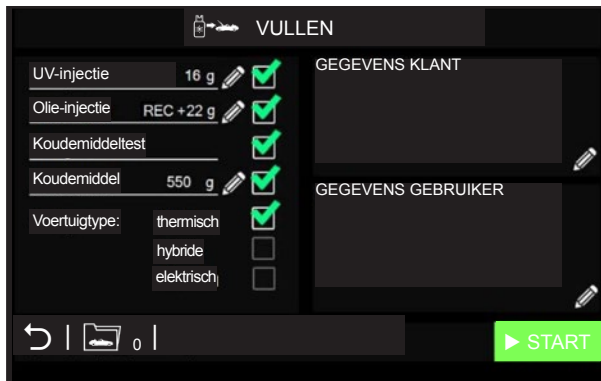 VULLEN
UV-injectie 16 g
Olie-injectie REC +22 g
Koudemiddeltest
Koudemiddel 550 g
Voertuigtype: thermisch
hybride
elektrisch
GEGEVENS KLANT
GEGEVENS GEBRUIKER
0
START